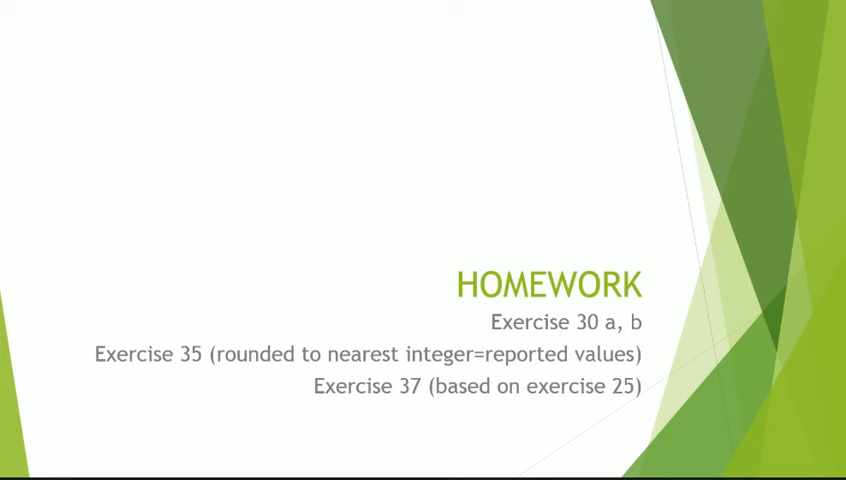 HOMEWORK
Exercise 30 a, b
Exercise 35 (rounded to nearest integer=reported values)
Exercise 37 (based on exercise 25)